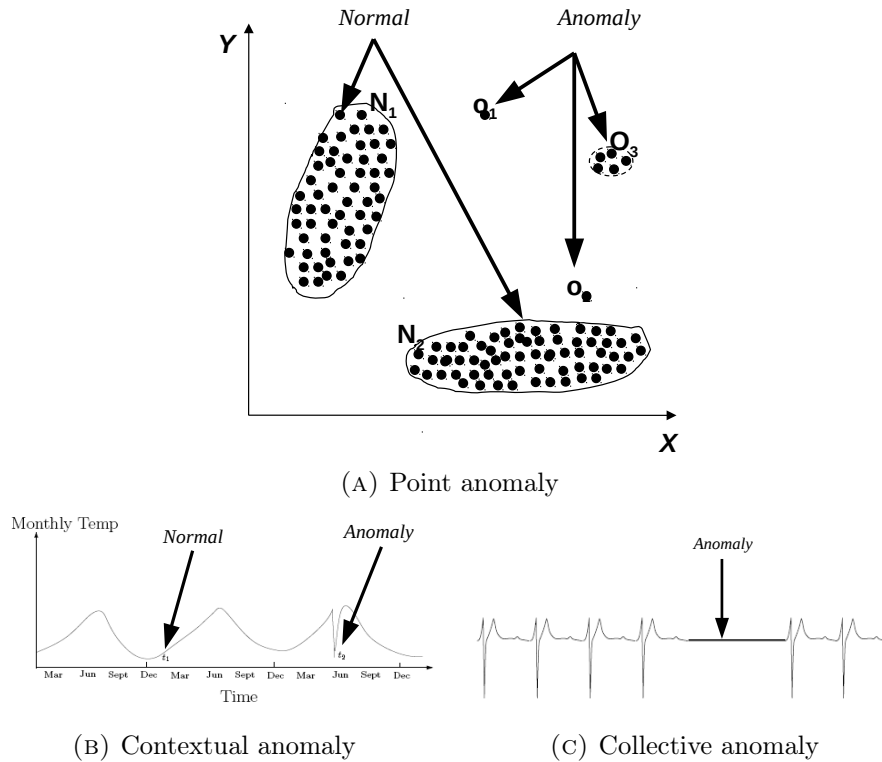 Normal Anomaly
Y
N1
o1
O3
o
N2
X
(A) Point anomaly
Monthly Temp
Normal
Anomaly
t1
t2
Mar Jun Sept Dec Mar Jun Sept Dec Mar Jun Sept Dec
Time
(B) Contextual anomaly
Anomaly
(C) Collective anomaly